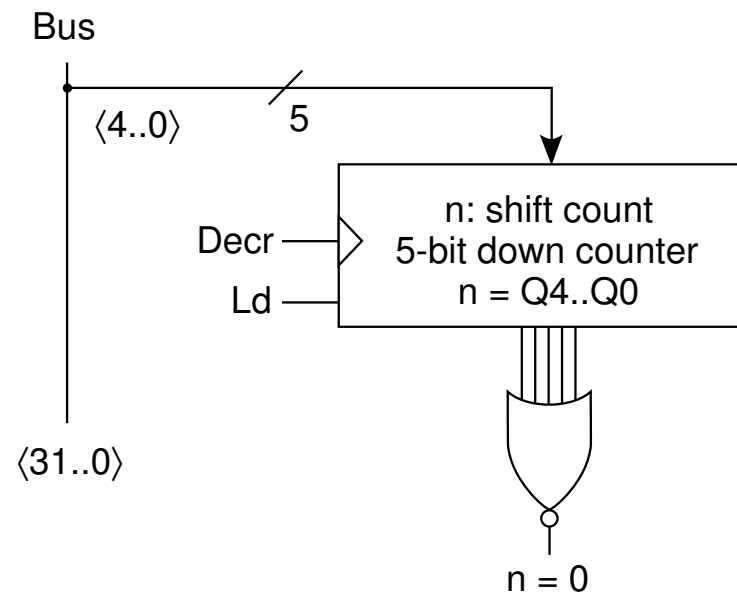 Bus
⟨4..0⟩
5
n: shift count
Decr
5-bit down counter
n = Q4..Q0
Ld
⟨31..0⟩
n = 0